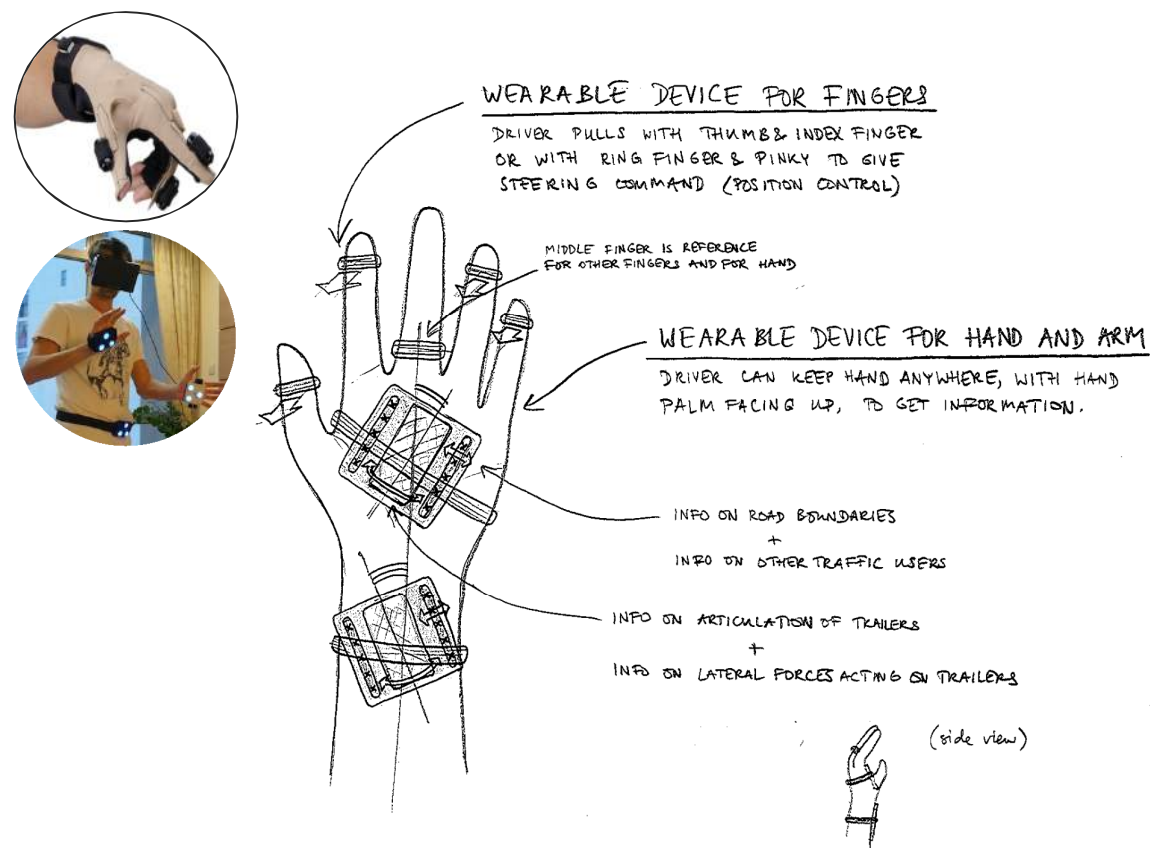 WEARABLE DEVICE FOR FINGERS
DRIVER PULLS WITH THUMB & INDEX FINGER
OR WITH RING FINGER & PINKY TO GIVE
STEERING COMMAND (POSITION CONTROL)
MIDDLE FINGER IS REFERENCE
FOR OTHER FINGERS AND FOR HAND
WEARABLE DEVICE FOR HAND AND ARM
DRIVER CAN KEEP HAND ANYWHERE, WITH HAND
PALM FACING UP, TO GET INFORMATION.
INFO ON ROAD BOUNDARIES
+
INFO ON OTHER TRAFFIC USERS
INFO ON ARTICULATION OF TRAILERS
+
INFO ON LATERAL FORCES ACTING ON TRAILERS
(side view)